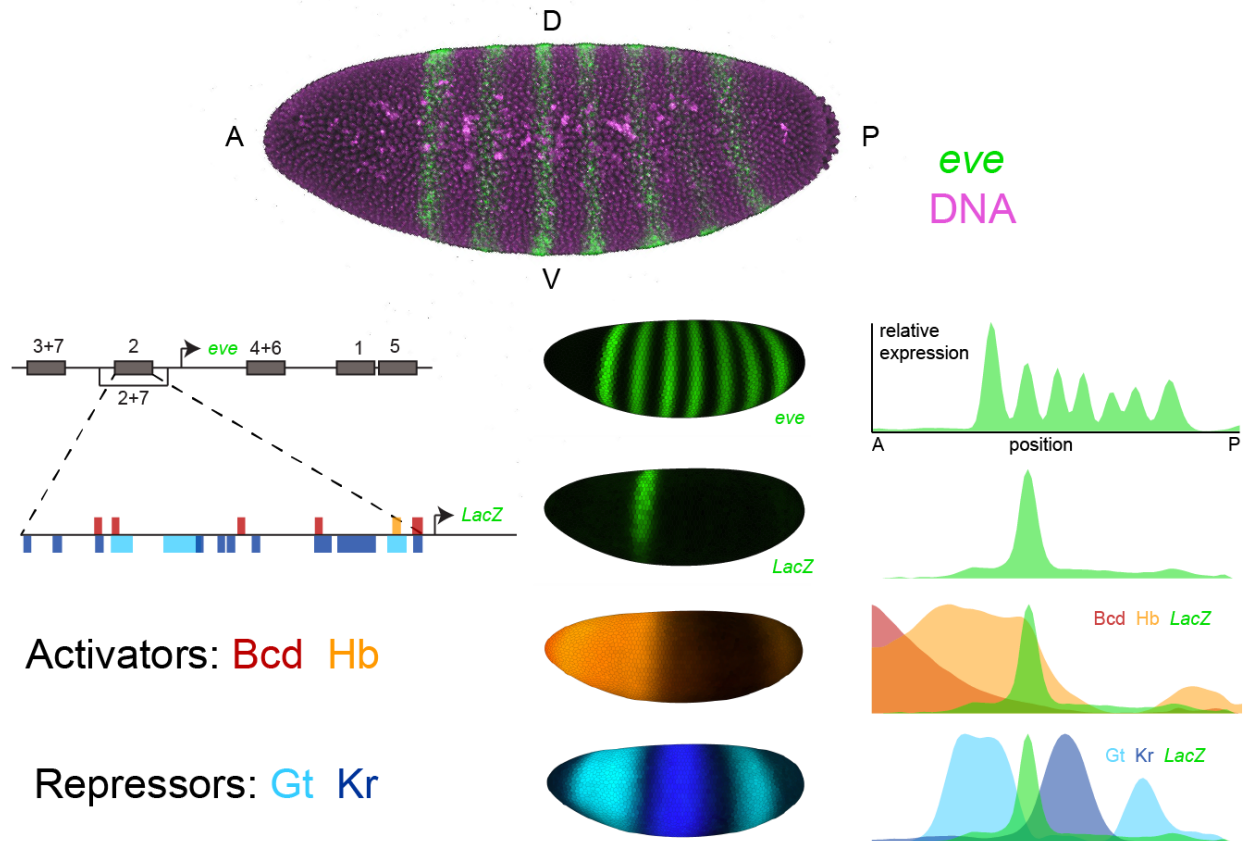 D
A
P
eve
DNA
V
3+7 2 eve 4+6 1 5
2+7
eve
relative
expression
A position P
LacZ
LacZ
Activators: Bcd Hb
Bcd Hb LacZ
Repressors: Gt Kr
Gt Kr LacZ